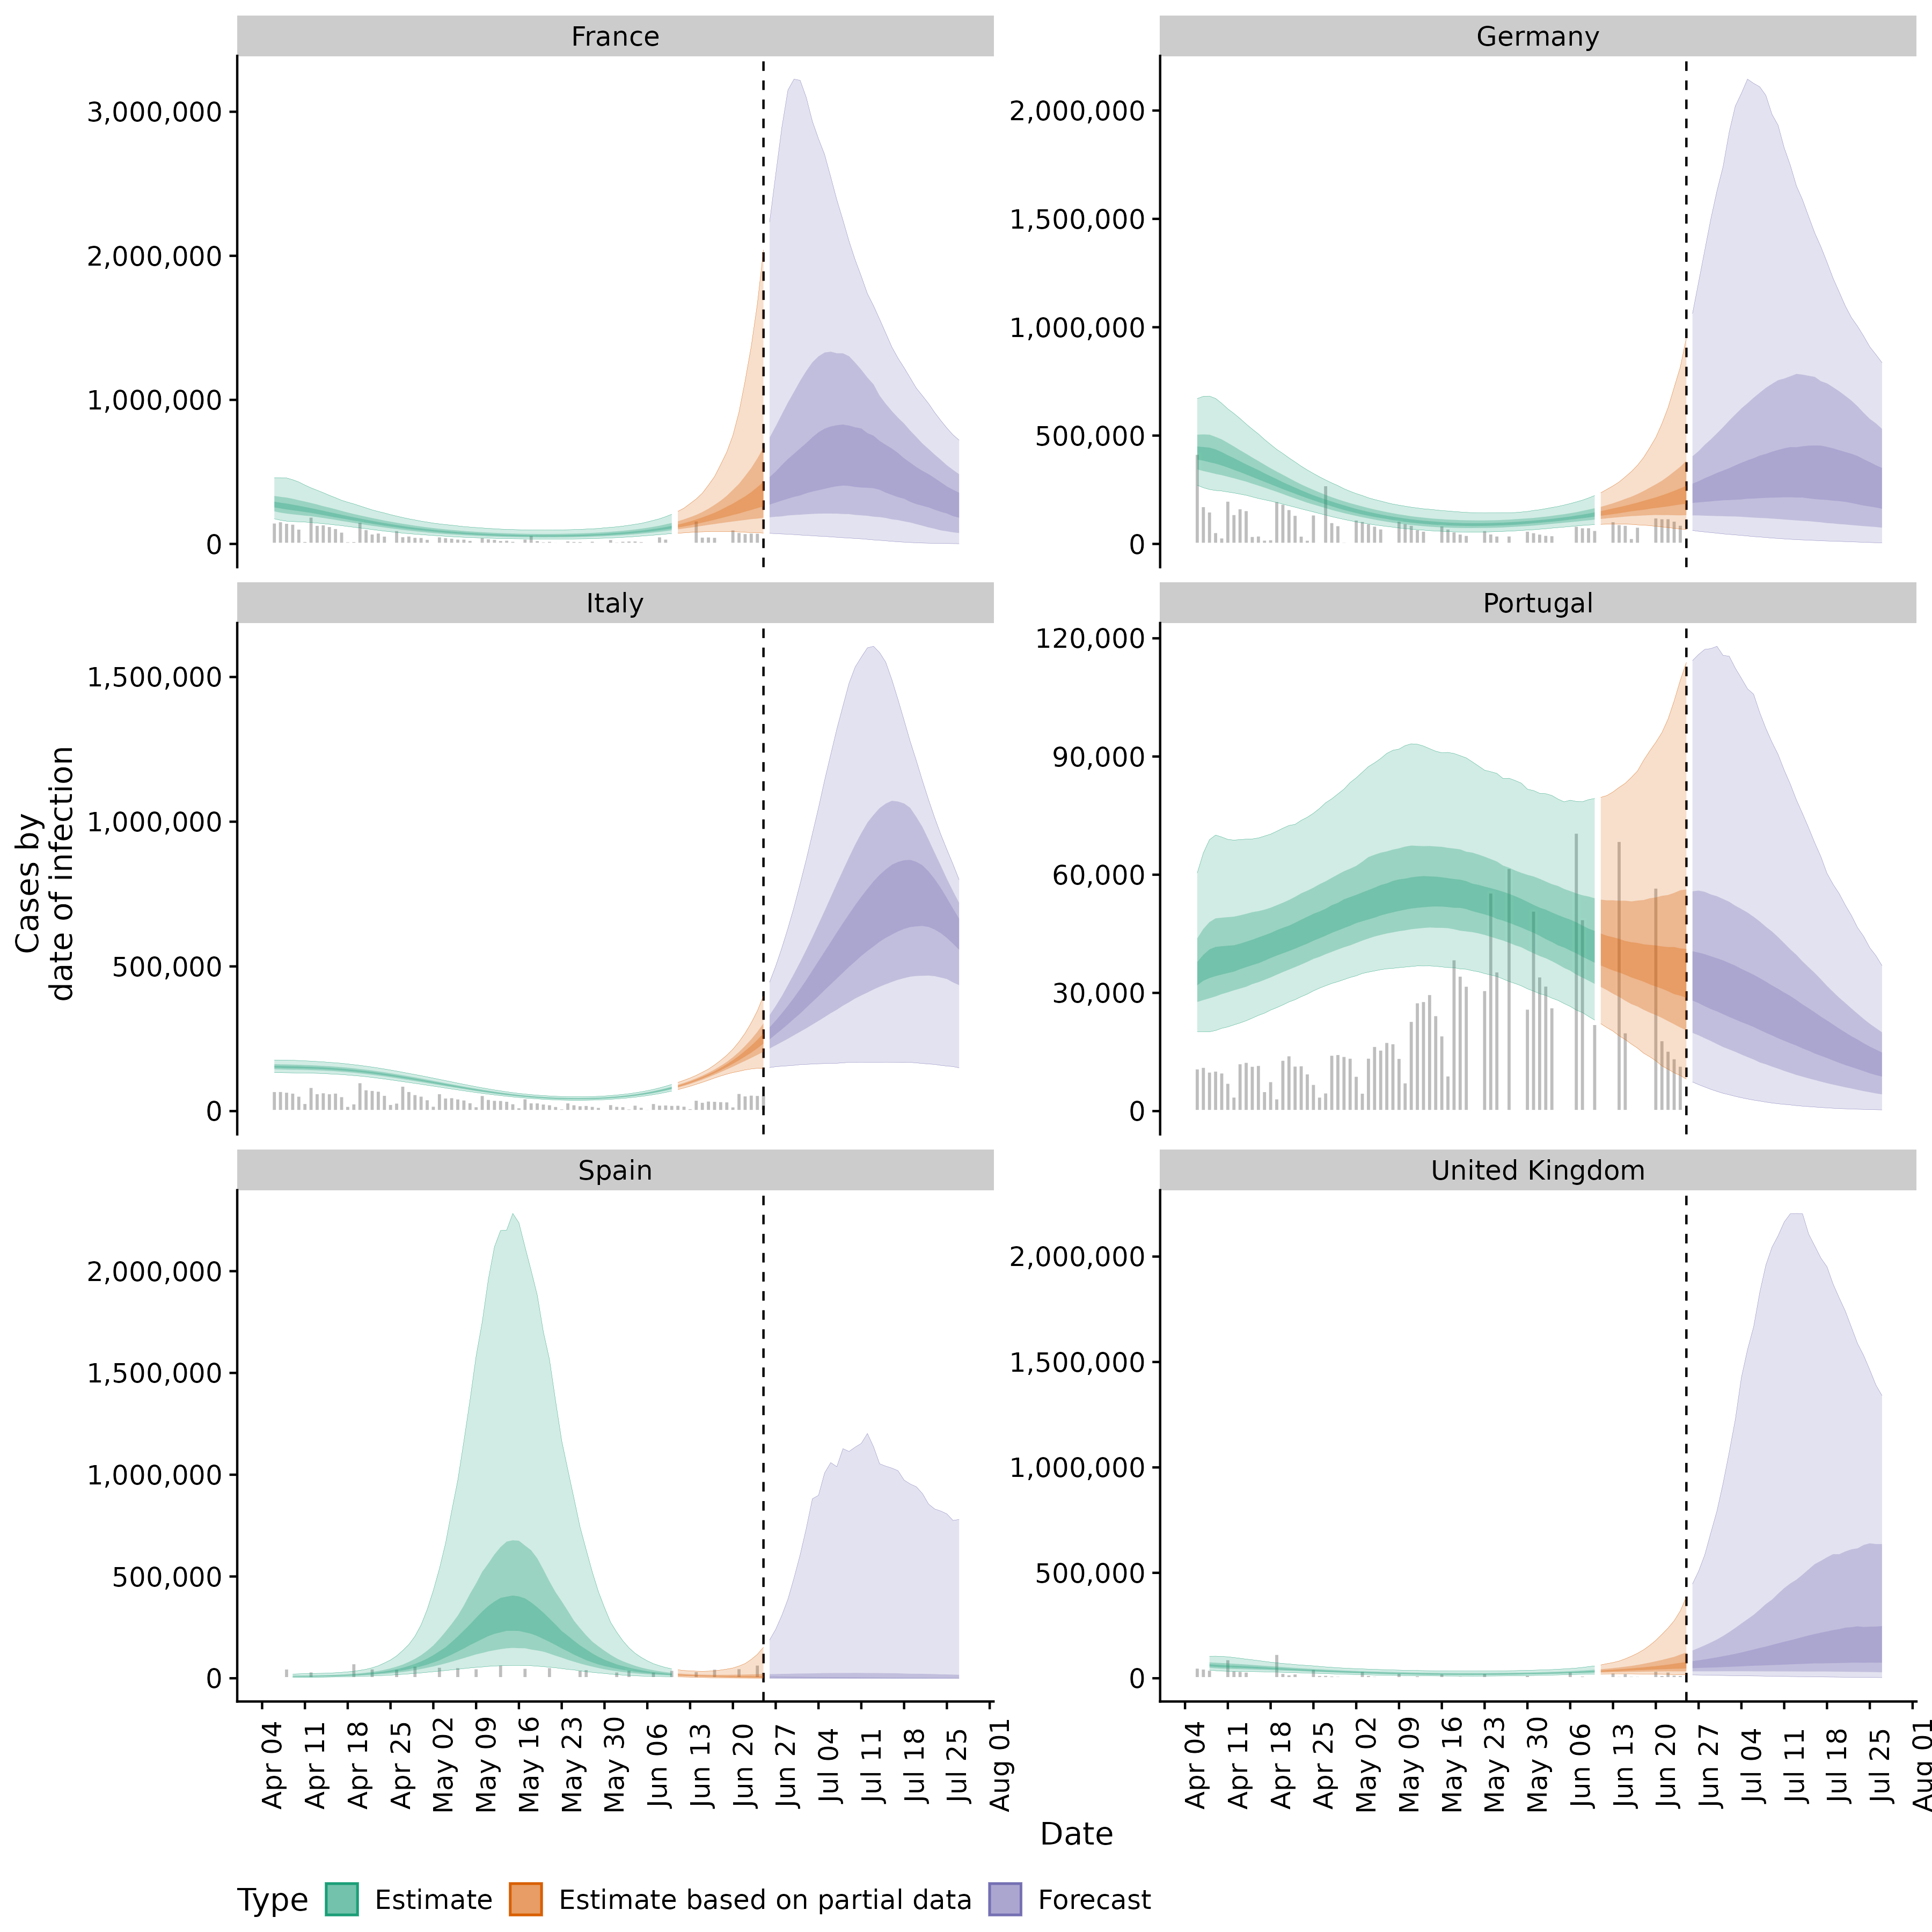 France
Germany
3,000,000
2,000,000
1,000,000
0
2,000,000
1,500,000
1,000,000
500,000
0
Italy
Portugal
1,500,000
1,000,000
500,000
0
120,000
90,000
60,000
30,000
0
Cases by
date of infection
Spain
United Kingdom
2,000,000
1,500,000
1,000,000
500,000
0
2,000,000
1,500,000
1,000,000
500,000
0
Apr 04
Apr 11
Apr 18
Apr 25
May 02
May 09
May 16
May 23
May 30
Jun 06
Jun 13
Jun 20
Jun 27
Jul 04
Jul 11
Jul 18
Jul 25
Aug 01
Apr 04
Apr 11
Apr 18
Apr 25
May 02
May 09
May 16
May 23
May 30
Jun 06
Jun 13
Jun 20
Jun 27
Jul 04
Jul 11
Jul 18
Jul 25
Aug 01
Date
Type Estimate Estimate based on partial data Forecast